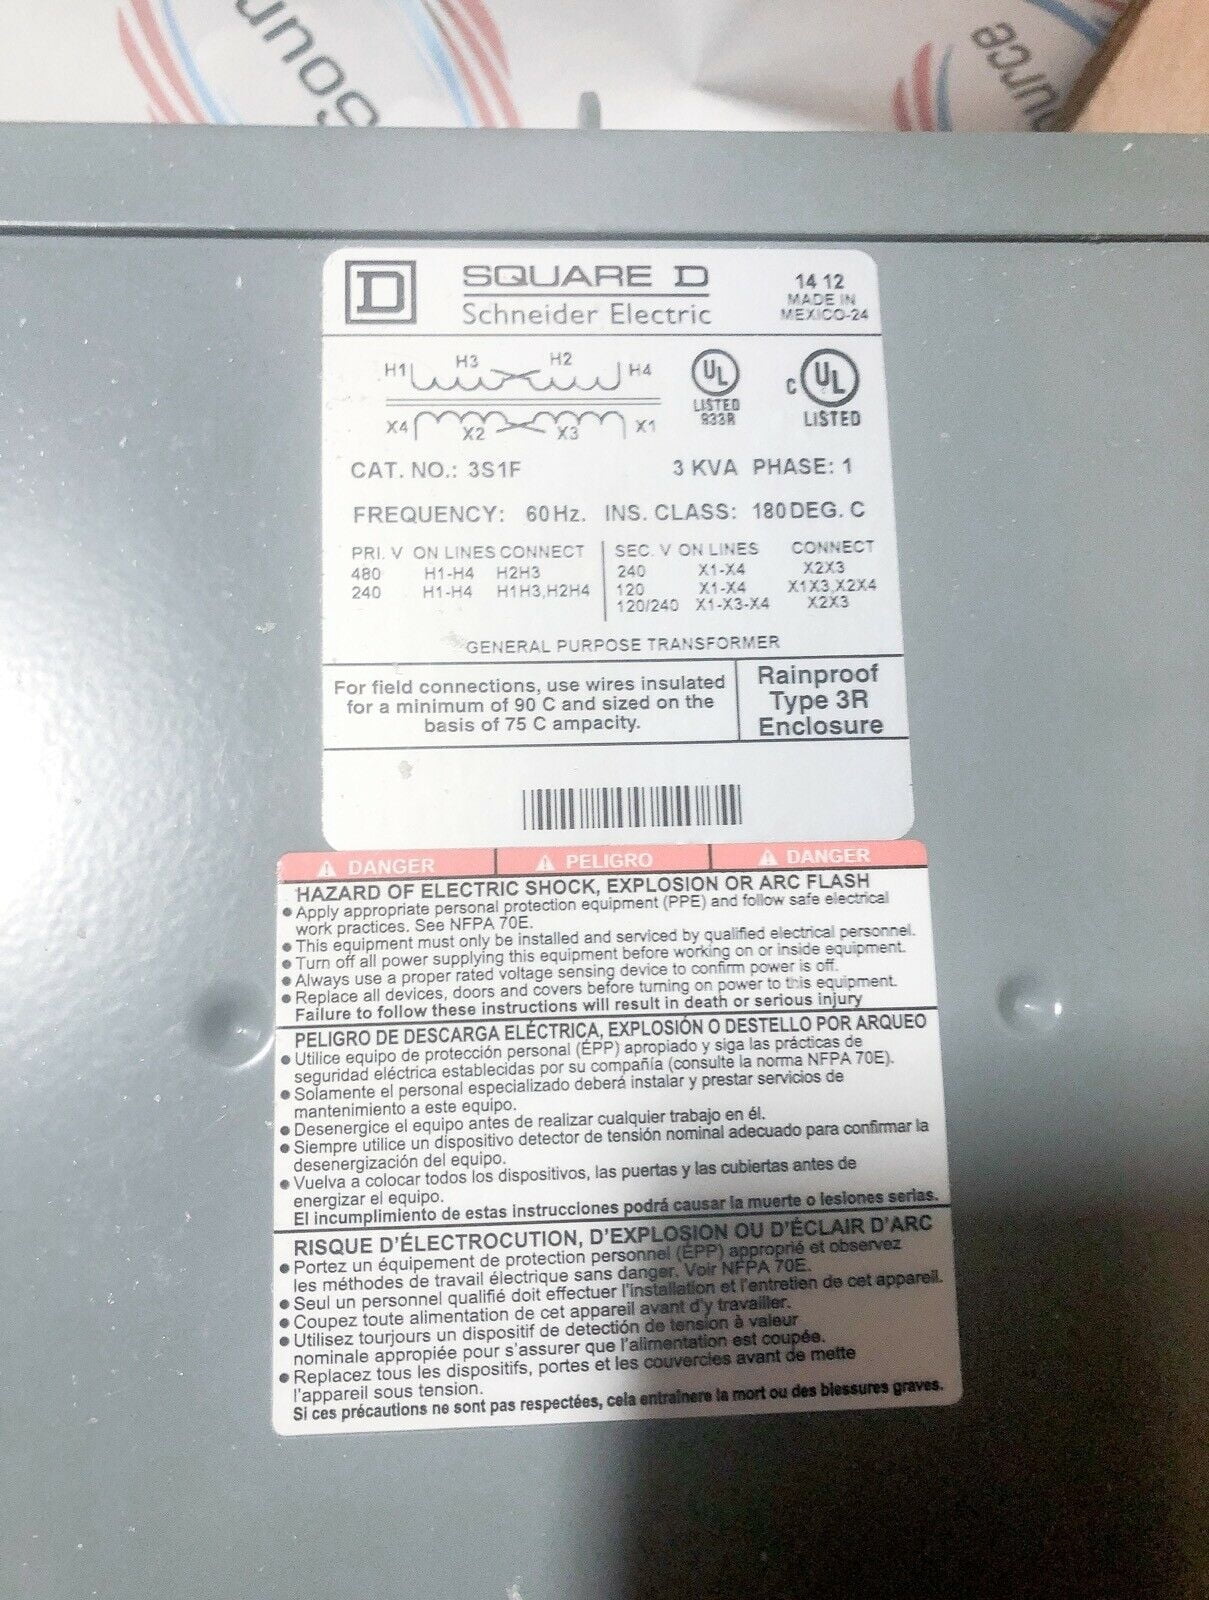 Sour
urce
D
SQUARE D
Schneider Electric
14 12
MADE IN
MEXICO-24
H1 H3 H2 H4
X4 X2 X3 X1
UL
LISTED
933R
C UL
LISTED
CAT. NO.: 3S1F 3 KVA PHASE: 1
FREQUENCY: 60 Hz. INS. CLASS: 180 DEG. C
PRI. V ON LINES CONNECT
480 H1-H4 H2H3
240 H1-H4 H1H3,H2H4
SEC. V ON LINES CONNECT
240 X1-X4 X2X3
120 X1-X4 X1X3,X2X4
120/240 X1-X3-X4 X2X3
GENERAL PURPOSE TRANSFORMER
For field connections, use wires insulated
for a minimum of 90 C and sized on the
basis of 75 C ampacity.
Rainproof
Type 3R
Enclosure
DANGER PELIGRO DANGER
HAZARD OF ELECTRIC SHOCK, EXPLOSION OR ARC FLASH
● Apply appropriate personal protection equipment (PPE) and follow safe electrical
work practices. See NFPA 70E.
● This equipment must only be installed and serviced by qualified electrical personnel.
● Turn off all power supplying this equipment before working on or inside equipment.
● Always use a proper rated voltage sensing device to confirm power is off.
● Replace all devices, doors and covers before turning on power to this equipment.
Failure to follow these instructions will result in death or serious injury
PELIGRO DE DESCARGA ELÉCTRICA, EXPLOSIÓN O DESTELLO POR ARQUEO
● Utilice equipo de protección personal (ÉPP) apropiado y siga las prácticas de
seguridad eléctrica establecidas por su compañía (consulte la norma NFPA 70E).
● Solamente el personal especializado deberá instalar y prestar servicios de
mantenimiento a este equipo.
● Desenergice el equipo antes de realizar cualquier trabajo en él.
● Siempre utilice un dispositivo detector de tensión nominal adecuado para confirmar la
desenergización del equipo.
● Vuelva a colocar todos los dispositivos, las puertas y las cubiertas antes de
energizar el equipo.
El incumplimiento de estas instrucciones podrá causar la muerte o lesiones serias.
RISQUE D'ÉLECTROCUTION, D'EXPLOSION OU D'ÉCLAIR D'ARC
● Portez un équipement de protection personnel (ÉPP) approprié et observez
les méthodes de travail électrique sans danger. Voir NFPA 70E.
● Seul un personnel qualifié doit effectuer l'installation et l'entretien de cet appareil.
● Coupez toute alimentation de cet appareil avant d'y travailler.
● Utilisez tourjours un dispositif de détection de tension à valeur
nominale appropiée pour s'assurer que l'alimentation est coupée.
● Replacez tous les dispositifs, portes et les couvercies avant de mette
l'appareil sous tension.
Si ces précautions ne sont pas respectées, cela entraînere la mort ou des blessures graves.